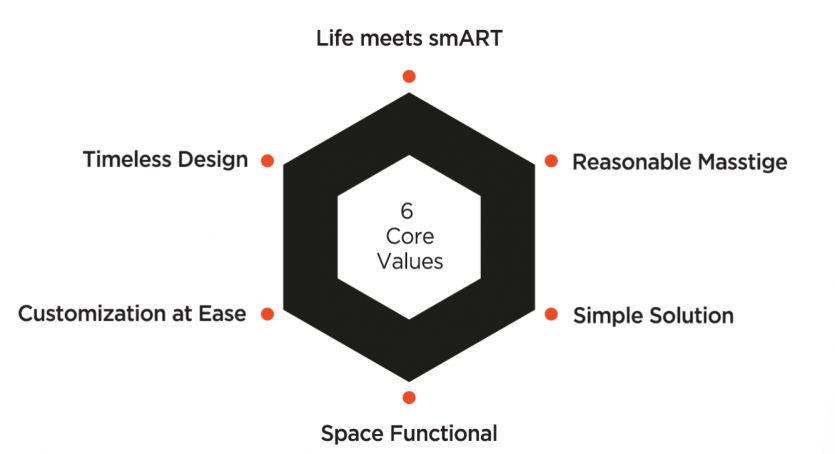 Life meets smART
Timeless Design
Reasonable Masstige
6
Core
Values
Customization at Ease
Simple Solution
Space Functional